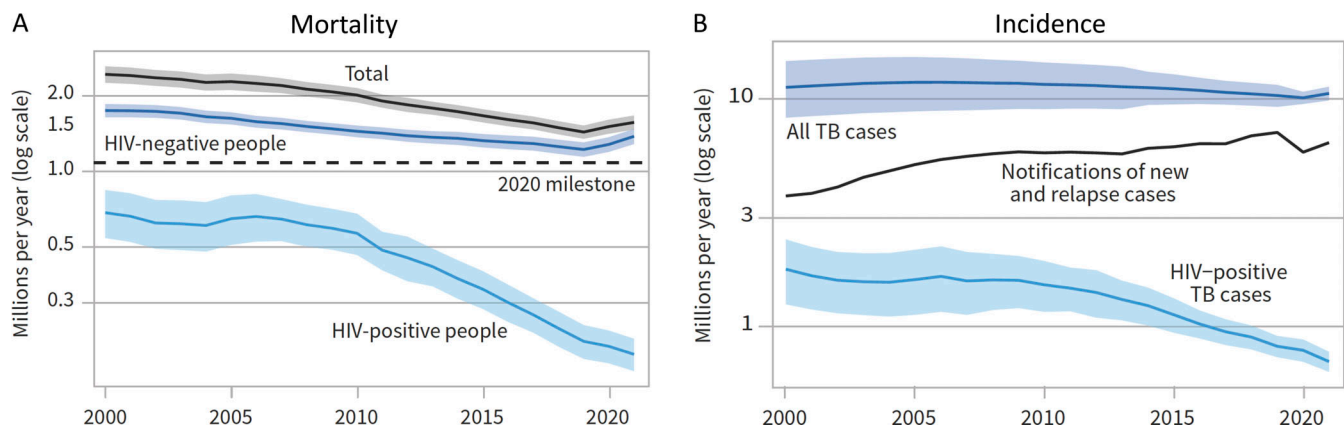 A
Mortality
Millions per year (log scale)
2.0
1.5
1.0
0.5
0.3
Total
HIV-negative people
2020 milestone
HIV-positive people
2000
2005
2010
2015
2020
B
Incidence
Millions per year (log scale)
10
3
1
All TB cases
Notifications of new
and relapse cases
HIV–positive
TB cases
2000
2005
2010
2015
2020